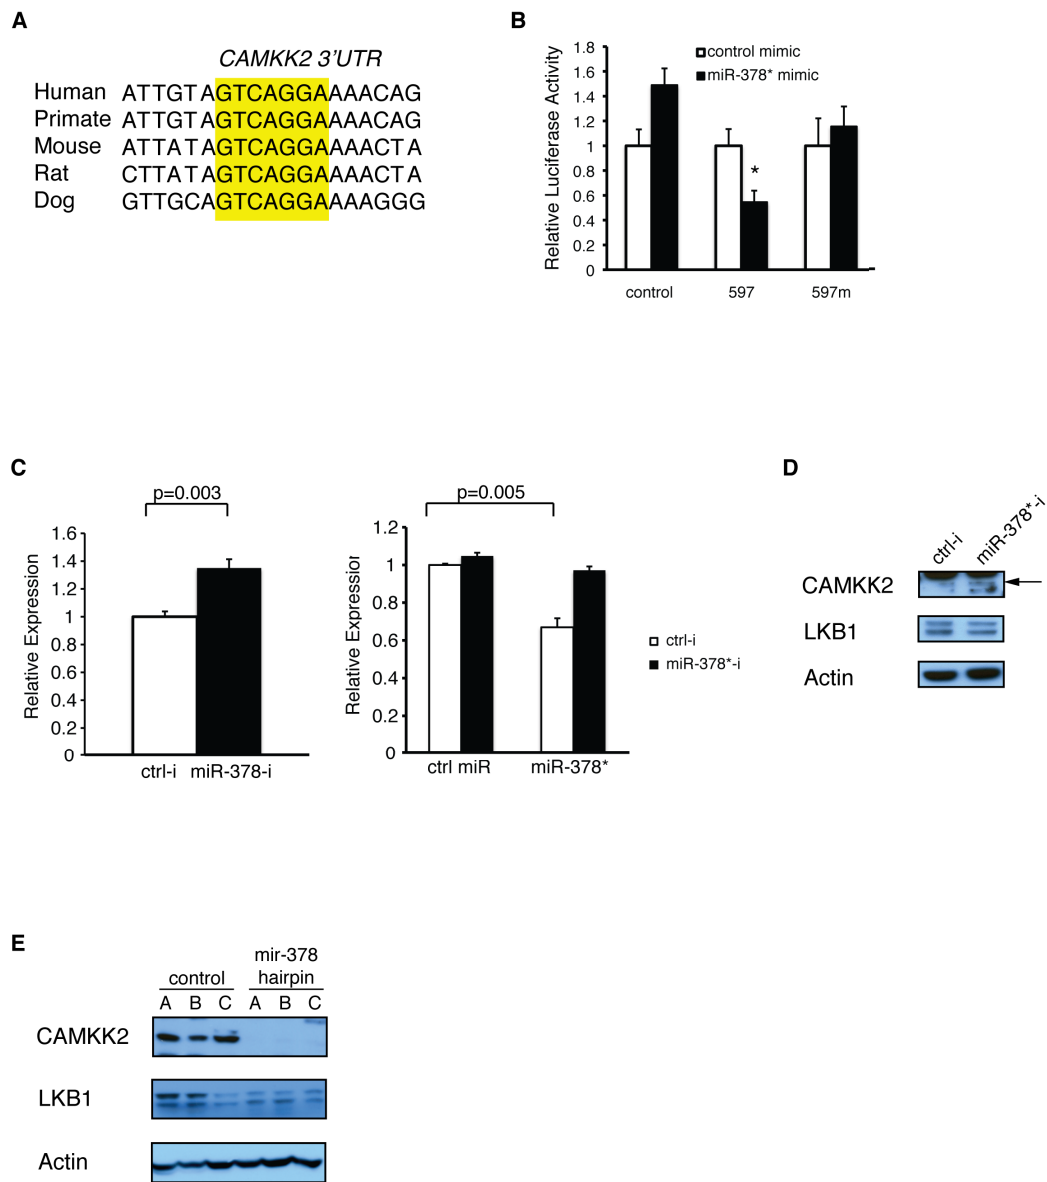 A
CAMKK2 3'UTR
Human ATTGTAGTCAGGAAAACAG
Primate ATTGTAGTCAGGAAAACAG
Mouse ATTATAGTCAGGAAAACTA
Rat CTTATAGTCAGGAAAACTA
Dog GTTGCAGTCAGGAAAAGGG
B
control mimic
miR-378* mimic
Relative Luciferase Activity
1.8
1.6
1.4
1.2
1
0.8
0.6
0.4
0.2
0
*
control 597 597m
C
p=0.003
Relative Expression
1.6
1.4
1.2
1
0.8
0.6
0.4
0.2
0
ctrl-i miR-378-i
p=0.005
Relative Expression
1.2
1
0.8
0.6
0.4
0.2
0
ctrl miR miR-378*
ctrl-i
miR-378*-i
D
ctrl-i miR-378*-i
CAMKK2
LKB1
Actin
E
control mir-378 hairpin
A B C A B C
CAMKK2
LKB1
Actin